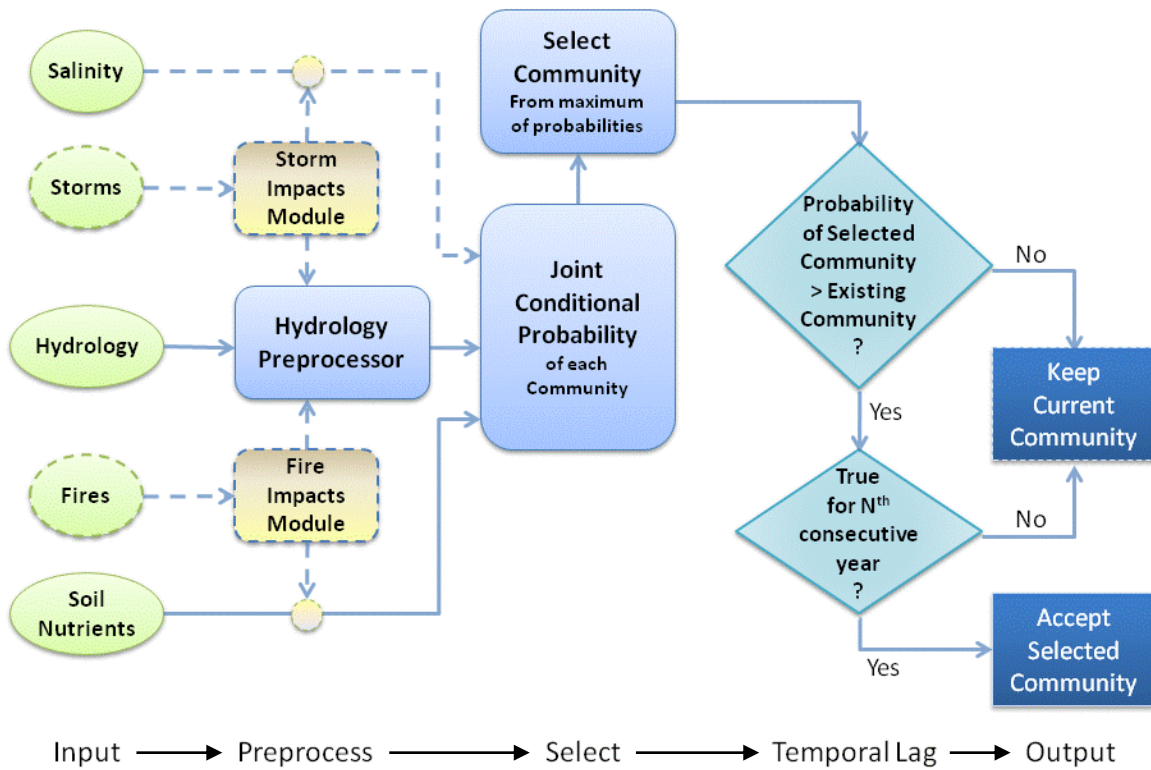 Salinity
Storms
Hydrology
Fires
Soil
Nutrients
Storm
Impacts
Module
Hydrology
Preprocessor
Fire
Impacts
Module
Select
Community
From maximum
of probabilities
Joint
Conditional
Probability
of each
Community
Probability
of Selected
Community
> Existing
Community
?
No
Yes
True
for Nth
consecutive
year
?
No
Yes
Keep
Current
Community
Accept
Selected
Community
Input Preprocess Select Temporal Lag Output